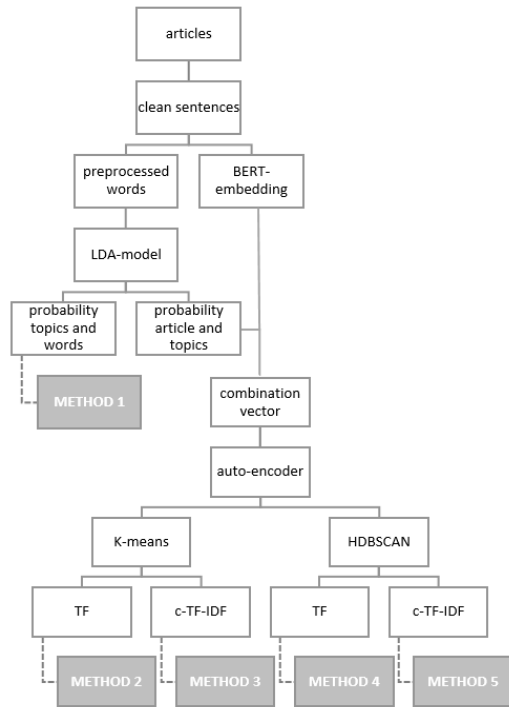 articles
clean sentences
preprocessed
words
BERT-
embedding
LDA-model
probability
topics and
words
probability
article and
topics
METHOD 1
combination
vector
auto-encoder
K-means
HDBSCAN
TF
c-TF-IDF
TF
c-TF-IDF
METHOD 2
METHOD 3
METHOD 4
METHOD 5